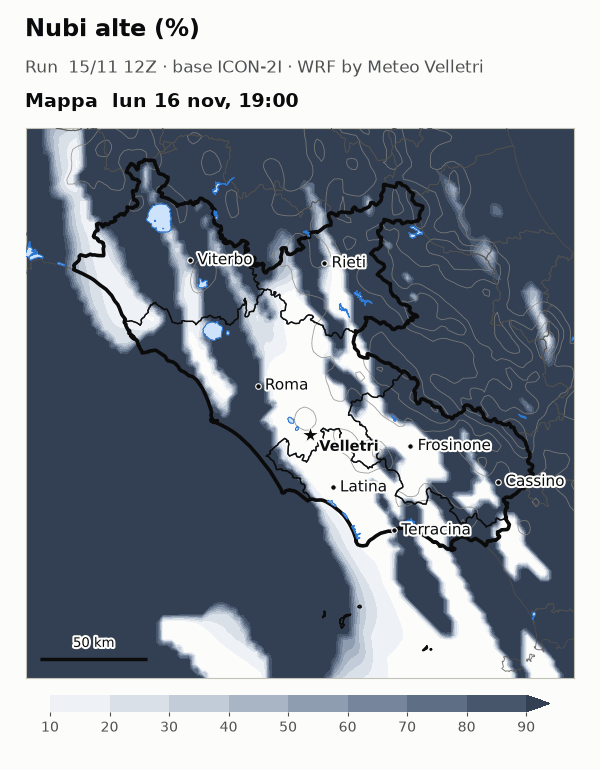 Nubi alte (%)
Run  15/11 12Z · base ICON-2I · WRF by Meteo Velletri
Mappa  lun 16 nov, 19:00
Viterbo
Rieti
Roma
Velletri
Frosinone
Cassino
Latina
Terracina
50 km
10 20 30 40 50 60 70 80 90